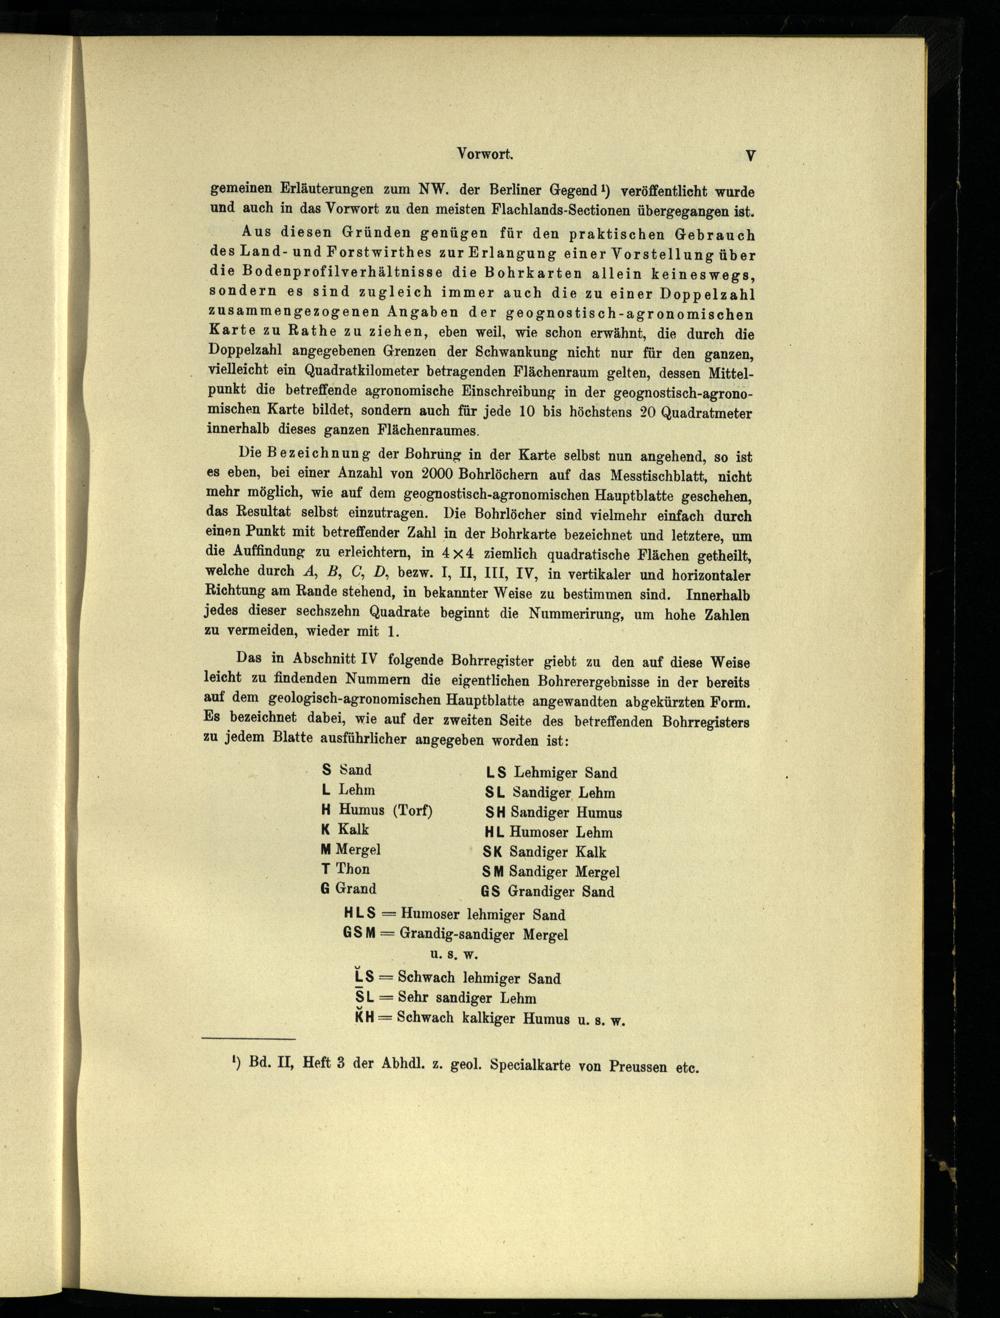 Vorwort. V
gemeinen Erläuterungen zum NW. der Berliner Gegend ¹) veröffentlicht wurde
und auch in das Vorwort zu den meisten Flachlands-Sectionen übergegangen ist.
Aus diesen Gründen genügen für den praktischen Gebrauch
des Land- und Forstwirthes zur Erlangung einer Vorstellung über
die Bodenprofilverhältnisse die Bohrkarten allein keineswegs,
sondern es sind zugleich immer auch die zu einer Doppelzahl
zusammengezogenen Angaben der geognostisch-agronomischen
Karte zu Rathe zu ziehen, eben weil, wie schon erwähnt, die durch die
Doppelzahl angegebenen Grenzen der Schwankung nicht nur für den ganzen,
vielleicht ein Quadratkilometer betragenden Flächenraum gelten, dessen Mittel-
punkt die betreffende agronomische Einschreibung in der geognostisch-agrono-
mischen Karte bildet, sondern auch für jede 10 bis höchstens 20 Quadratmeter
innerhalb dieses ganzen Flächenraumes.
Die Bezeichnung der Bohrung in der Karte selbst nun angehend, so ist
es eben, bei einer Anzahl von 2000 Bohrlöchern auf das Messtischblatt, nicht
mehr möglich, wie auf dem geognostisch-agronomischen Hauptblatte geschehen,
das Resultat selbst einzutragen. Die Bohrlöcher sind vielmehr einfach durch
einen Punkt mit betreffender Zahl in der Bohrkarte bezeichnet und letztere, um
die Auffindung zu erleichtern, in 4×4 ziemlich quadratische Flächen getheilt,
welche durch A, B, C, D, bezw. I, II, III, IV, in vertikaler und horizontaler
Richtung am Rande stehend, in bekannter Weise zu bestimmen sind. Innerhalb
jedes dieser sechszehn Quadrate beginnt die Nummerirung, um hohe Zahlen
zu vermeiden, wieder mit 1.
Das in Abschnitt IV folgende Bohrregister giebt zu den auf diese Weise
leicht zu findenden Nummern die eigentlichen Bohrerergebnisse in der bereits
auf dem geologisch-agronomischen Hauptblatte angewandten abgekürzten Form.
Es bezeichnet dabei, wie auf der zweiten Seite des betreffenden Bohrregisters
zu jedem Blatte ausführlicher angegeben worden ist:
S Sand LS Lehmiger Sand
L Lehm SL Sandiger Lehm
H Humus (Torf) SH Sandiger Humus
K Kalk HL Humoser Lehm
M Mergel SK Sandiger Kalk
T Thon SM Sandiger Mergel
G Grand GS Grandiger Sand
HLS = Humoser lehmiger Sand
GSM = Grandig-sandiger Mergel
u. s. w.
L̆S = Schwach lehmiger Sand
S̅L = Sehr sandiger Lehm
K̆H = Schwach kalkiger Humus u. s. w.
¹) Bd. II, Heft 3 der Abhdl. z. geol. Specialkarte von Preussen etc.